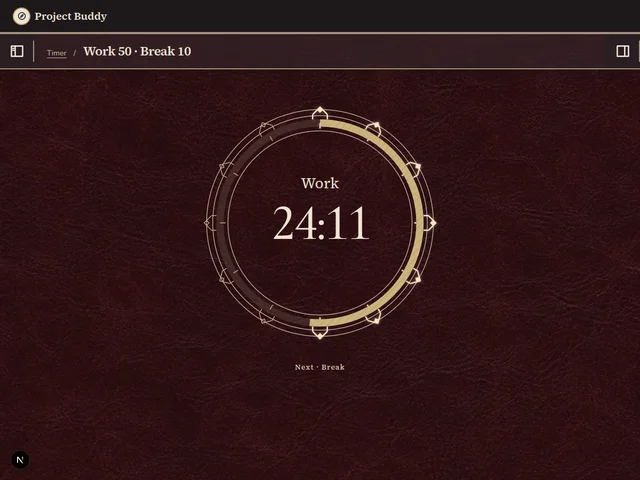 Project Buddy
Timer / Work 50 · Break 10
Work
24:11
Next · Break
N